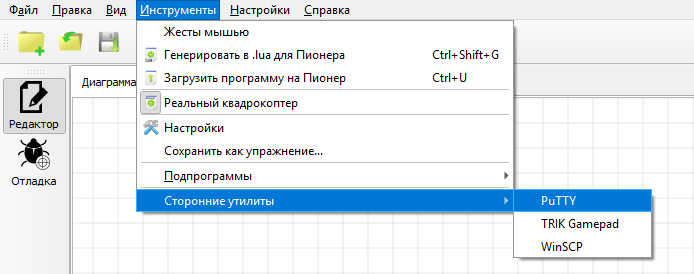 Файл Правка Вид Инструменты Настройки Справка
Жесты мышью
Генерировать в .lua для Пионера Ctrl+Shift+G
Загрузить программу на Пионер Ctrl+U
Диаграмма
Реальный квадрокоптер
Редактор
Настройки
Сохранить как упражнение...
Отладка
Подпрограммы
Сторонние утилиты PuTTY
TRIK Gamepad
WinSCP